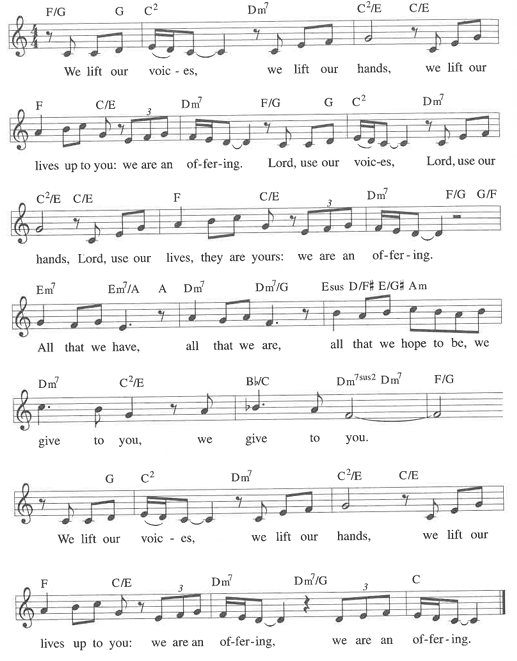 F/G G C2 Dm7 C2/E C/E
We lift our voic - es, we lift our hands, we lift our
F C/E Dm7 F/G G C2 Dm7
3
lives up to you: we are an of-fer-ing. Lord, use our voic-es, Lord, use our
C2/E C/E F C/E Dm7 F/G G/F
3
hands, Lord, use our lives, they are yours: we are an of-fer-ing.
Em7 Em7/A A Dm7 Dm7/G Esus D/F# E/G# Am
All that we have, all that we are, all that we hope to be, we
Dm7 C2/E Bb/C Dm7sus2 Dm7 F/G
give to you, we give to you.
G C2 Dm7 C2/E C/E
We lift our voic - es, we lift our hands, we lift our
F C/E Dm7 Dm7/G C
3 3
lives up to you: we are an of-fer-ing, we are an of-fer-ing.